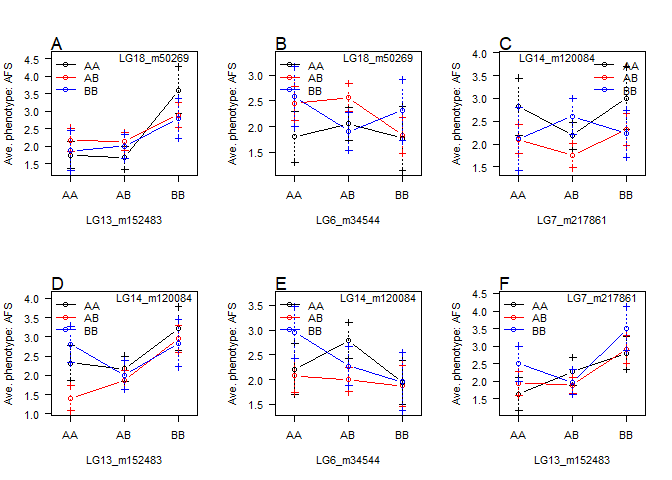 A
LG18_m50269
AA
AB
BB
4.5
4.0
3.5
3.0
2.5
2.0
1.5
Ave. phenotype: AFS
AA
AB
BB
LG13_m152483
B
LG18_m50269
AA
AB
BB
3.0
2.5
2.0
1.5
Ave. phenotype: AFS
AA
AB
BB
LG6_m34544
C
LG14_m120084
AA
AB
BB
4.0
3.5
3.0
2.5
2.0
1.5
Ave. phenotype: AFS
AA
AB
BB
LG7_m217861
D
LG14_m120084
AA
AB
BB
4.0
3.5
3.0
2.5
2.0
1.5
1.0
Ave. phenotype: AFS
AA
AB
BB
LG13_m152483
E
LG14_m120084
AA
AB
BB
3.5
3.0
2.5
2.0
1.5
Ave. phenotype: AFS
AA
AB
BB
LG6_m34544
F
LG7_m217861
AA
AB
BB
4.5
4.0
3.5
3.0
2.5
2.0
1.5
Ave. phenotype: AFS
AA
AB
BB
LG13_m152483